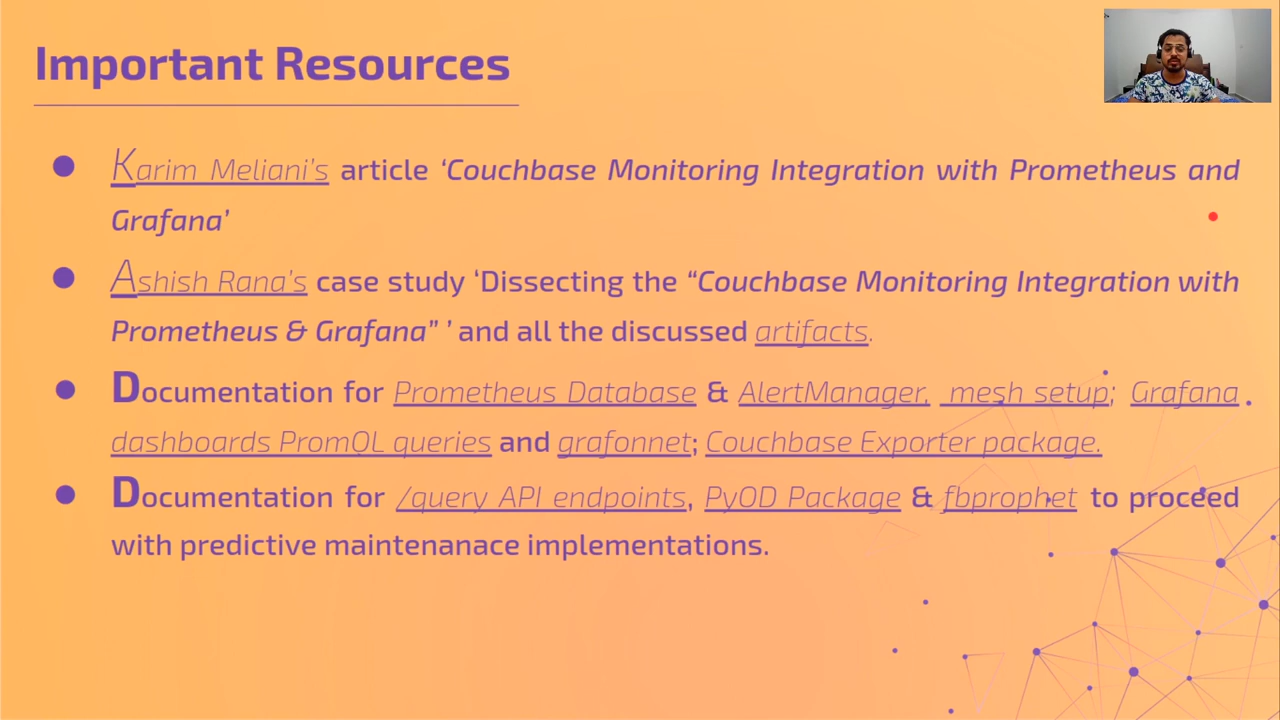 Important Resources
Karim Meliani's article ‘Couchbase Monitoring Integration with Prometheus and
Grafana’
Ashish Rana's case study ‘Dissecting the “Couchbase Monitoring Integration with
Prometheus & Grafana” ’ and all the discussed artifacts.
Documentation for Prometheus Database & AlertManager, mesh setup; Grafana
dashboards PromQL queries and grafonnet; Couchbase Exporter package.
Documentation for /query API endpoints, PyOD Package & fbprophet to proceed
with predictive maintenanace implementations.